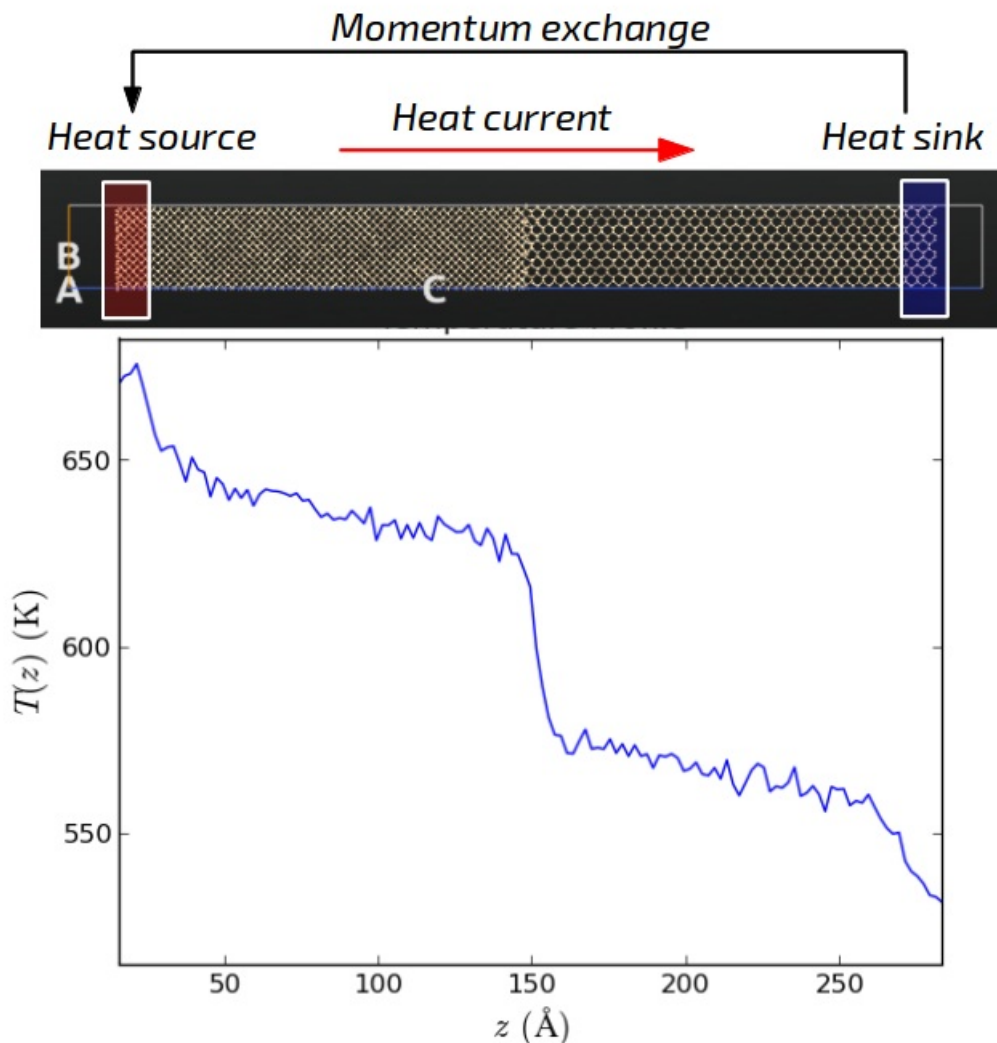 Momentum exchange
Heat source
Heat current
Heat sink
B
A
C
650
600
550
T(z) (K)
50
100
150
200
250
z (Å)